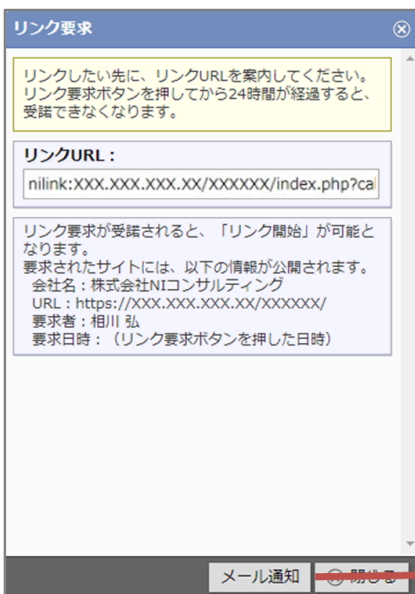 リンク要求
リンクしたい先に、リンクURLを案内してください。
リンク要求ボタンを押してから24時間が経過すると、
受諾できなくなります。
リンクURL：
nilink:XXX.XXX.XXX.XX/XXXXXX/index.php?cal
リンク要求が受諾されると、「リンク開始」が可能と
なります。
要求されたサイトには、以下の情報が公開されます。
会社名：株式会社NIコンサルティング
URL：https://XXX.XXX.XXX.XX/XXXXXX/
要求者：相川 弘
要求日時：（リンク要求ボタンを押した日時）
メール通知
閉じる